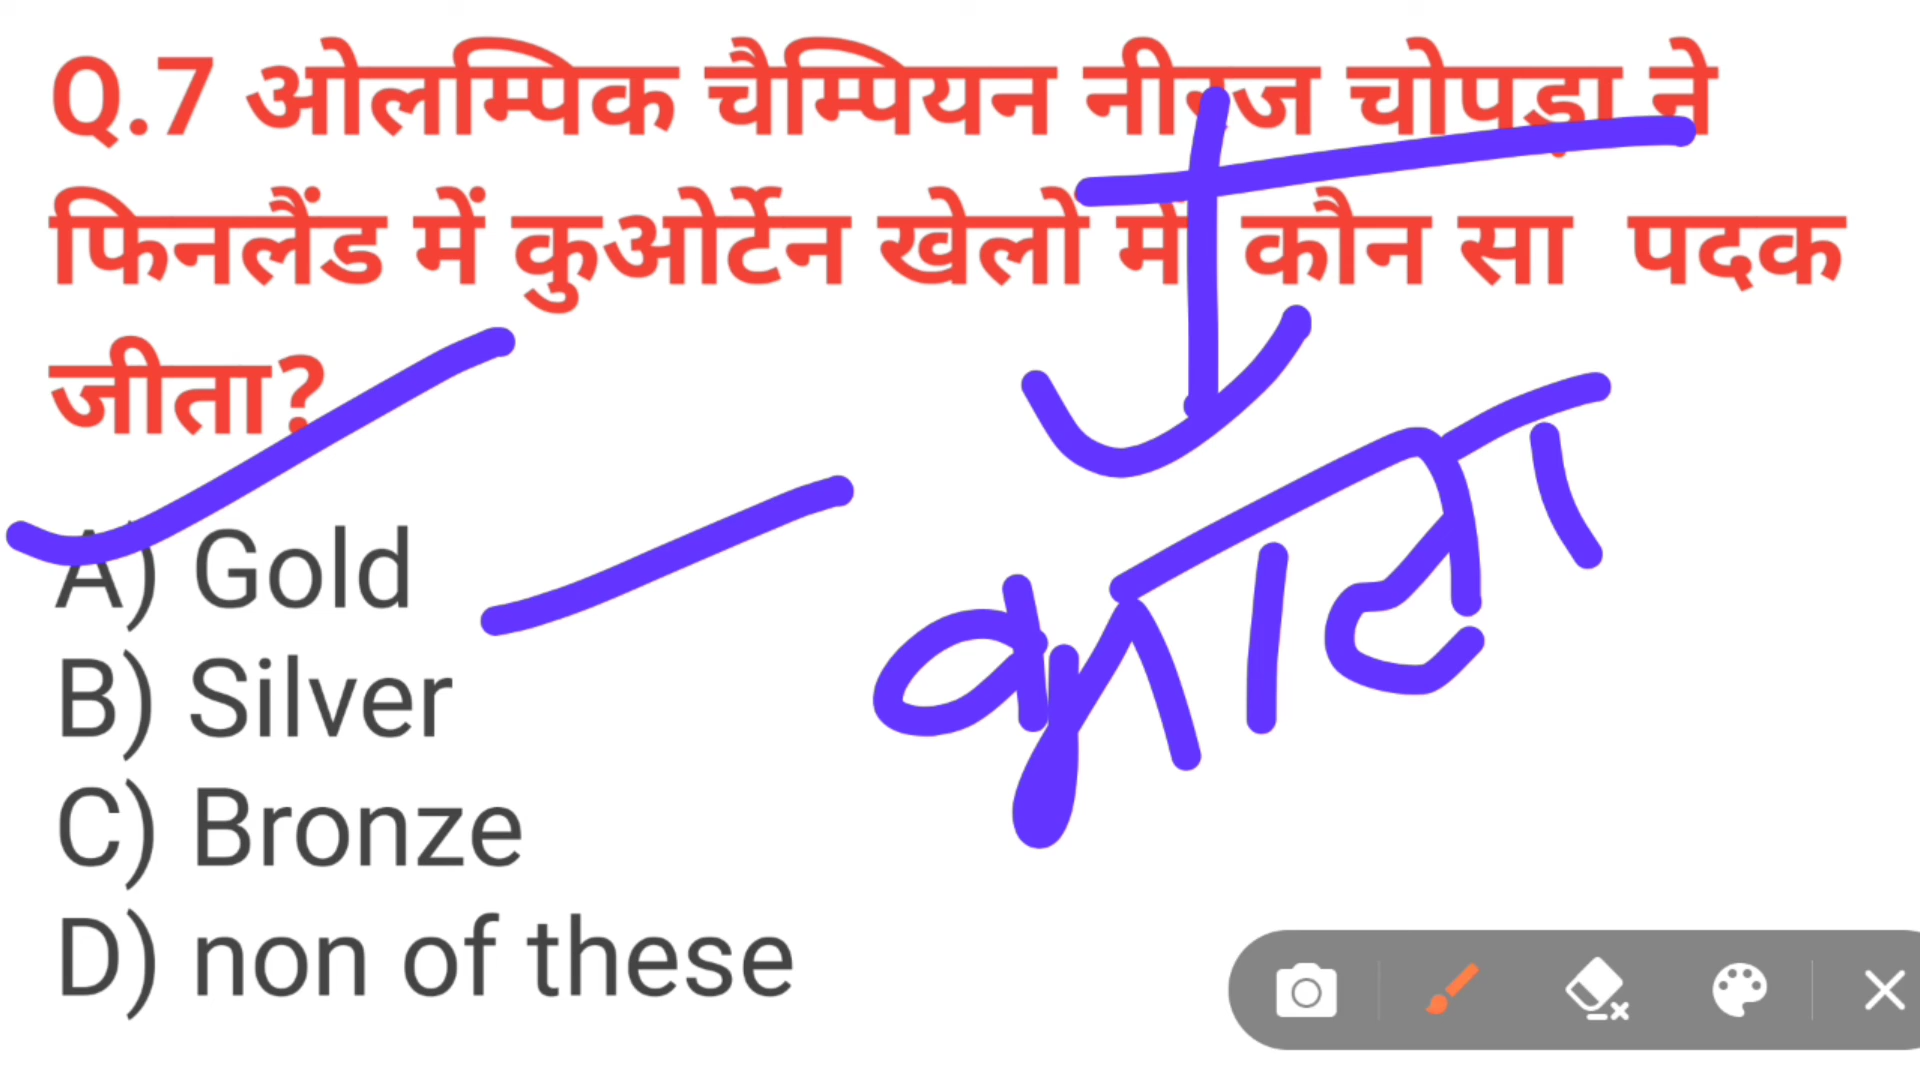 Q.7 ओलम्पिक चैम्पियन नीरज चोपड़ा ने
फिनलैंड में कुओर्टेन खेलो में कौन सा पदक
जीता?
A) Gold
B) Silver
C) Bronze
D) non of these